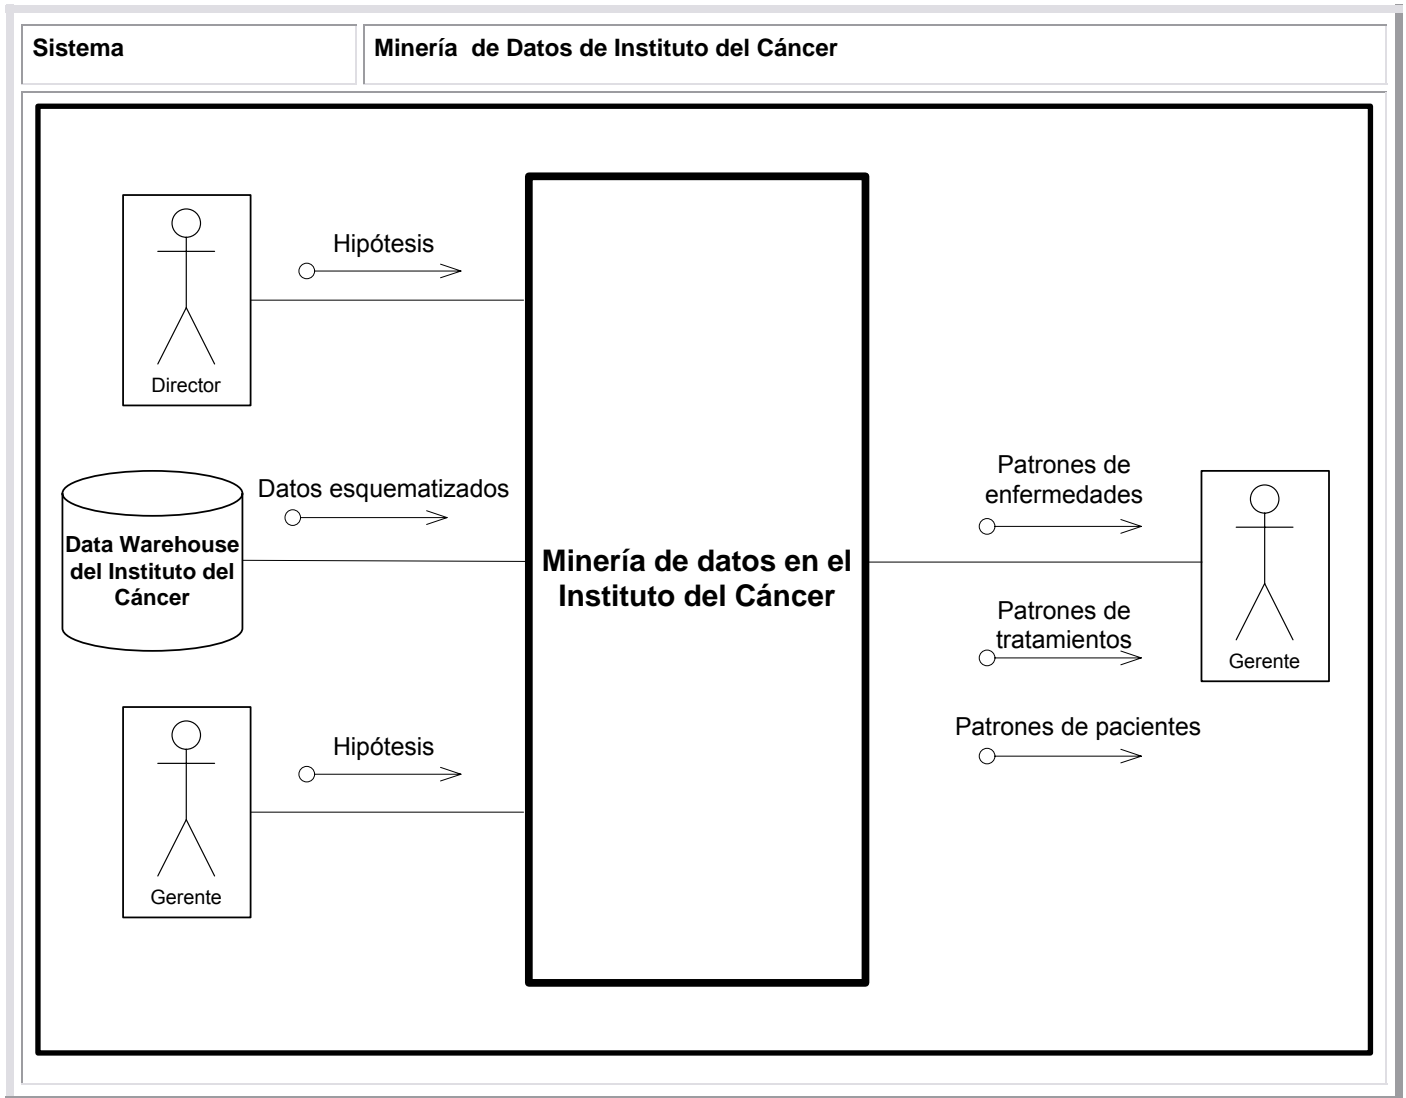 Sistema
Minería  de Datos de Instituto del Cáncer
Hipótesis
Director
Datos esquematizados
Data Warehouse
del Instituto del
Cáncer
Hipótesis
Gerente
Minería de datos en el
Instituto del Cáncer
Patrones de
enfermedades
Patrones de
tratamientos
Gerente
Patrones de pacientes